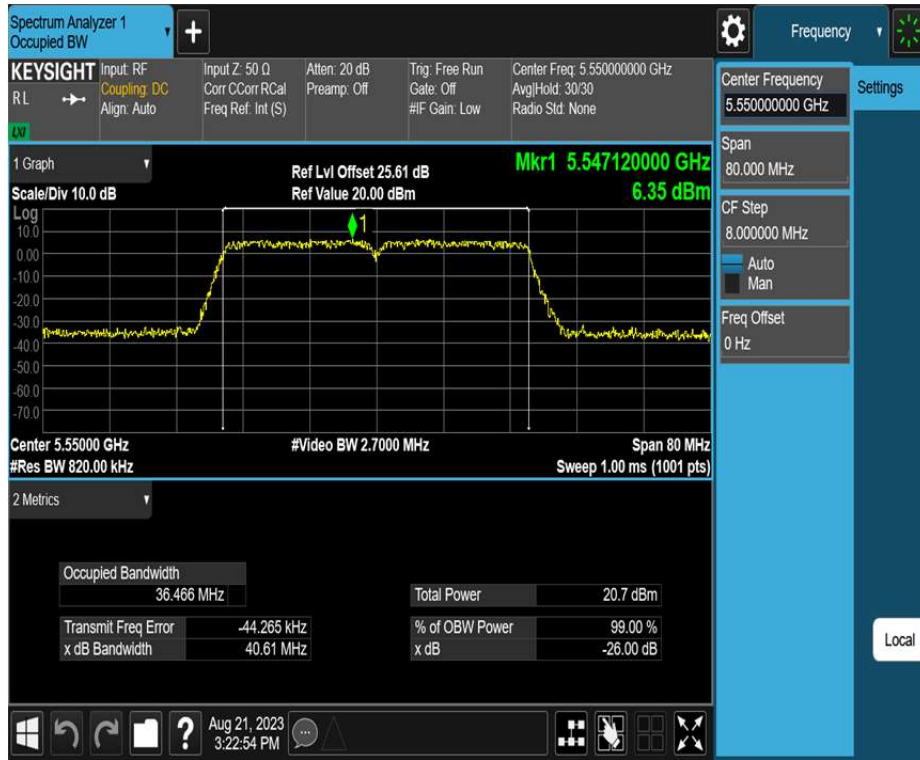 Spectrum Analyzer 1
Occupied BW
+
Frequency
KEYSIGHT
RL
LXI
Input: RF
Coupling: DC
Align: Auto
Input Z: 50 Ω
Corr CCorr RCal
Freq Ref: Int (S)
Atten: 20 dB
Preamp: Off
Trig: Free Run
Gate: Off
#IF Gain: Low
Center Freq: 5.550000000 GHz
Avg|Hold: 30/30
Radio Std: None
Center Frequency
5.550000000 GHz
Settings
Span
80.000 MHz
CF Step
8.000000 MHz
Auto
Man
Freq Offset
0 Hz
1 Graph
Scale/Div 10.0 dB
Ref Lvl Offset 25.61 dB
Ref Value 20.00 dBm
Mkr1 5.547120000 GHz
6.35 dBm
Log
10.0
0.00
-10.0
-20.0
-30.0
-40.0
-50.0
-60.0
-70.0
1
Center 5.55000 GHz
#Video BW 2.7000 MHz
Span 80 MHz
#Res BW 820.00 kHz
Sweep 1.00 ms (1001 pts)
2 Metrics
Occupied Bandwidth
36.466 MHz
Total Power 20.7 dBm
Transmit Freq Error -44.265 kHz
% of OBW Power 99.00 %
x dB Bandwidth 40.61 MHz
x dB -26.00 dB
Local
?
Aug 21, 2023
3:22:54 PM